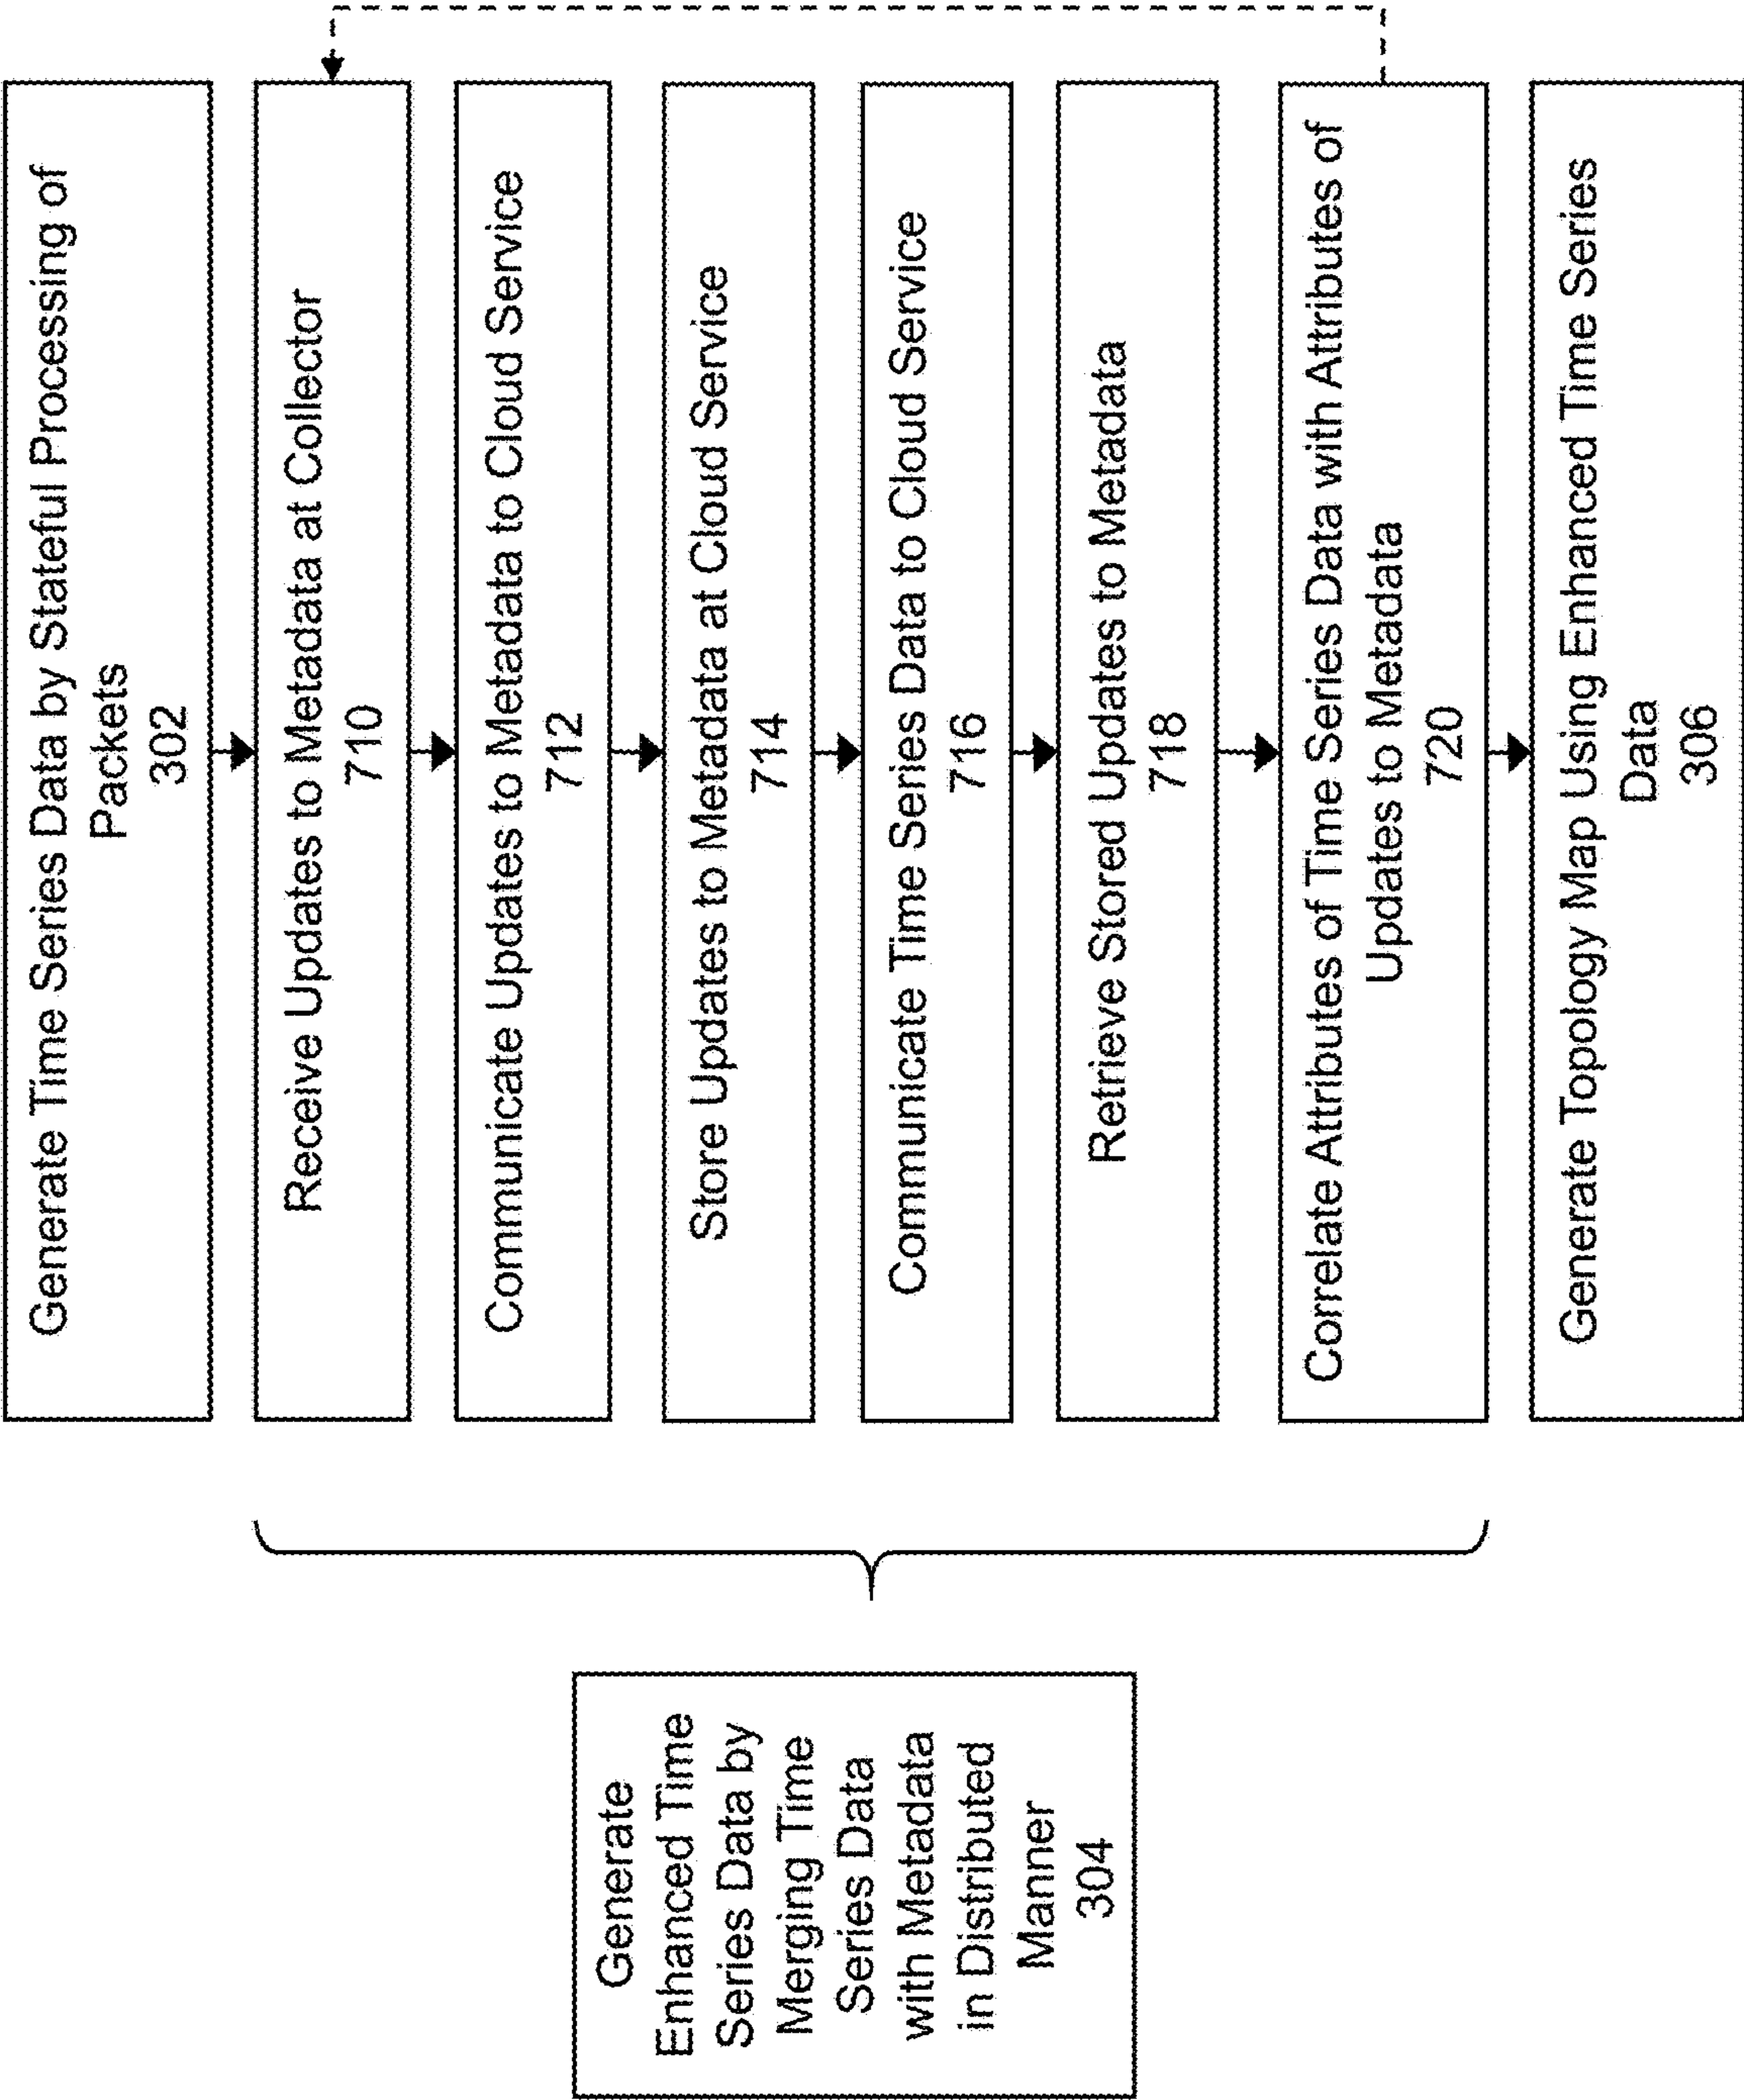 Generate Time Series Data by Stateful Processing of
Packets
302
Receive Updates to Metadata at Collector
710
Communicate Updates to Metadata to Cloud Service
712
Store Updates to Metadata at Cloud Service
714
Communicate Time Series Data to Cloud Service
716
Retrieve Stored Updates to Metadata
718
Correlate Attributes of Time Series Data with Attributes of
Updates to Metadata
720
Generate Topology Map Using Enhanced Time Series
Data
306
Generate
Enhanced Time
Series Data by
Merging Time
Series Data
with Metadata
in Distributed
Manner
304